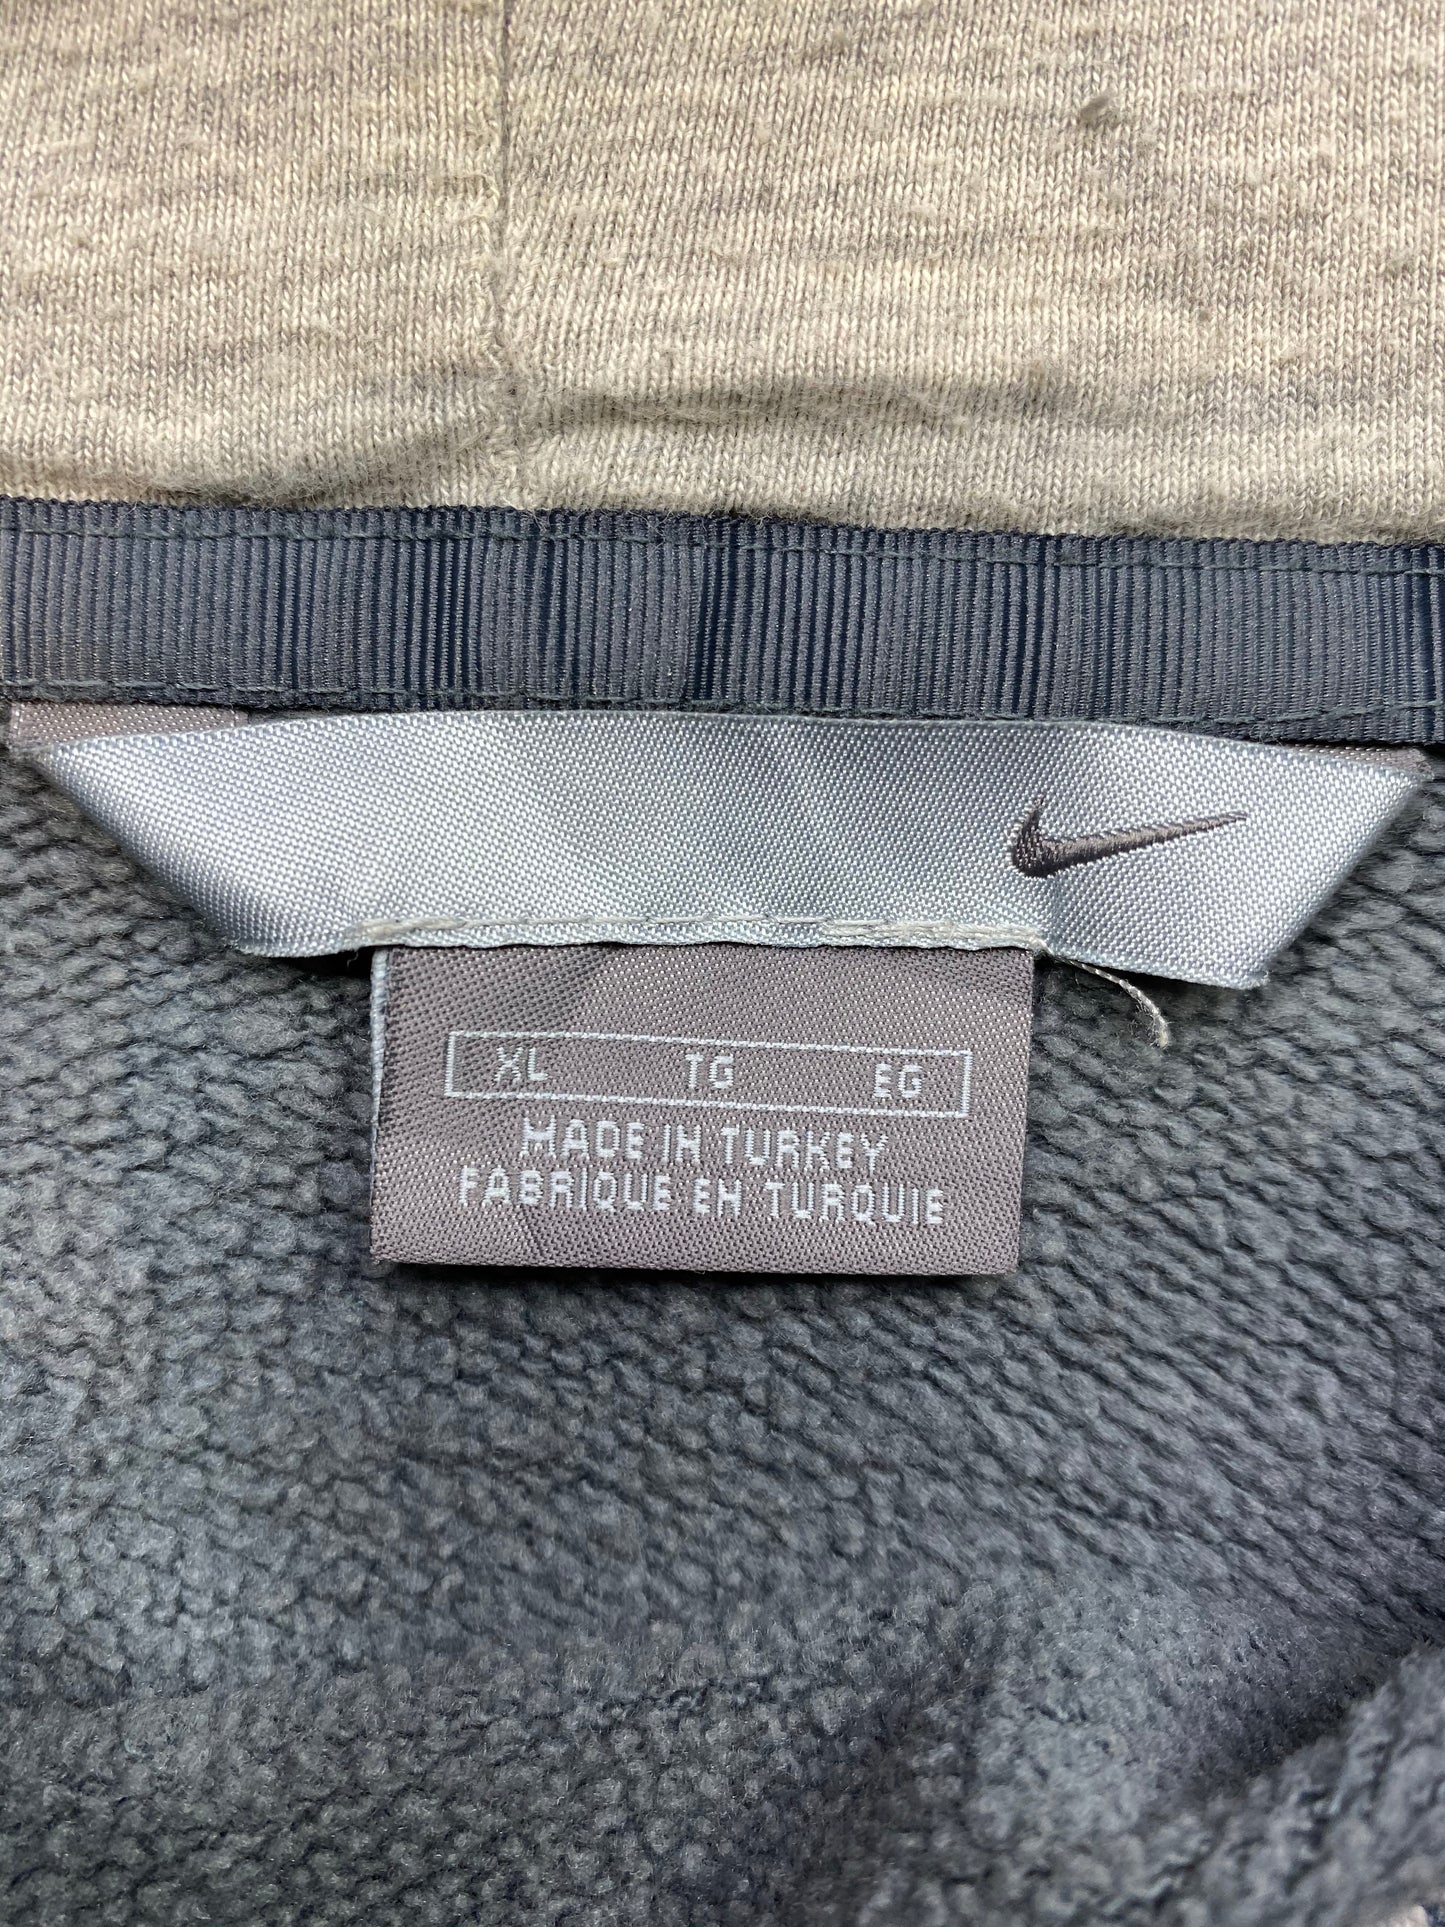 XL TG EG
MADE IN TURKEY
FABRIQUE EN TURQUIE